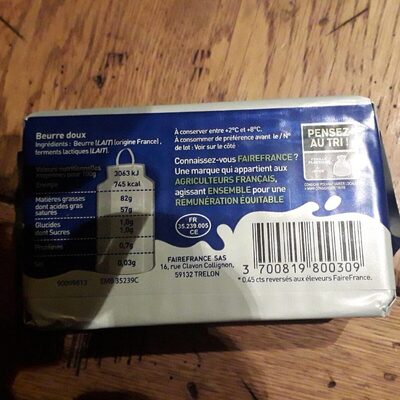 Beurre doux
Ingrédients : Beurre (LAIT) (origine France),
ferments lactiques (LAIT).
Valeurs nutritionnelles
moyennes pour 100g
Energie
3063 kJ
745 kcal
Matières grasses 82g
dont acides gras
saturés 57g
Glucides
dont Sucres 1,0g
Protéines 0,7g
Sel 0,03g
90098613 EMB 35239C
À conserver entre +2°C et +8°C.
À consommer de préférence avant le / N°
de lot : Voir sur le côté
Connaissez-vous FAIREFRANCE ?
Une marque qui appartient aux
AGRICULTEURS FRANÇAIS,
agissant ENSEMBLE pour une
RÉMUNÉRATION ÉQUITABLE
FR
35.239.005
CE
FAIREFRANCE SAS
16, rue Clavon Collignon,
59132 TRELON
PENSEZ
AU TRI !
3 700819 800309
* 0.45 cts reversés aux éleveurs FaireFrance.